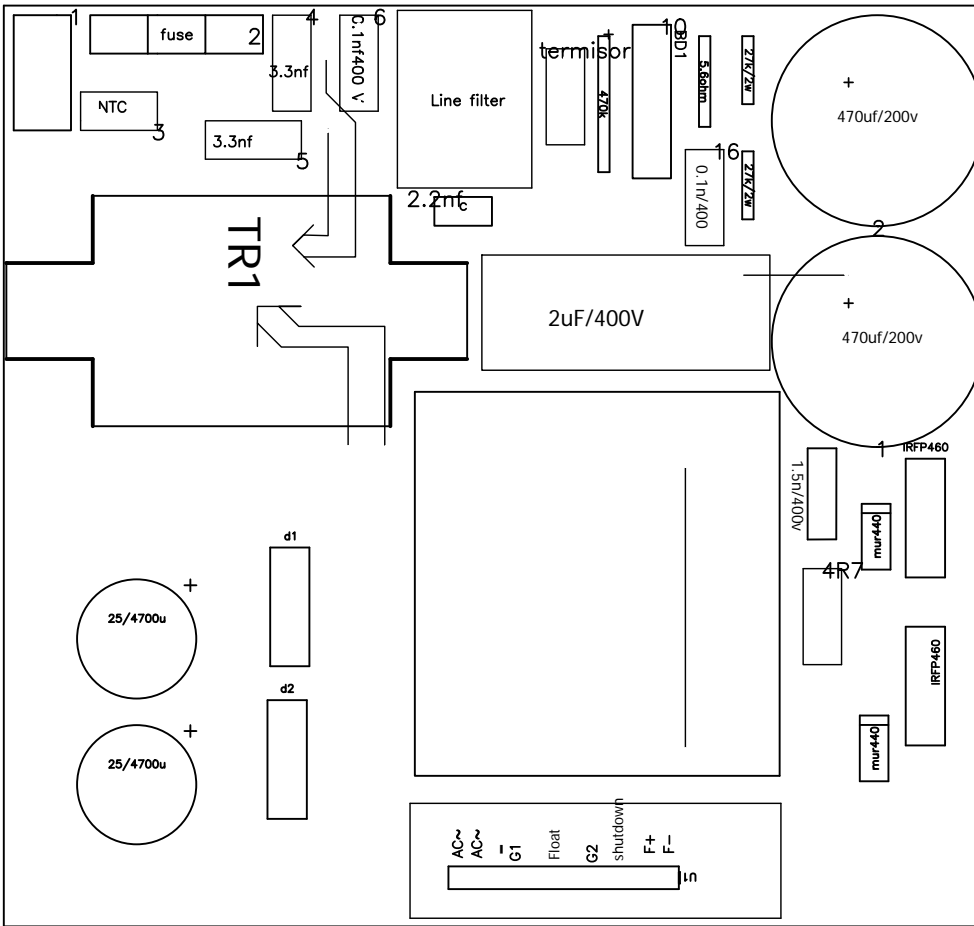 1
fuse
2
4
6
C.1nf400 V
3.3nf
NTC
3
3.3nf
5
Line filter
termisor
+
470k
10
BD1
5.6ohm
27k/2w
+
470uf/200v
16
0.1n/400
27k/2w
2
2.2nf
c
TR1
2uF/400V
+
470uf/200v
1
IRFP460
1.5n/400v
mur440
4R7
d1
+
25/4700u
IRFP460
d2
+
25/4700u
mur440
AC~
AC~
-
G1
Float
G2
shutdown
F+
F-
U1